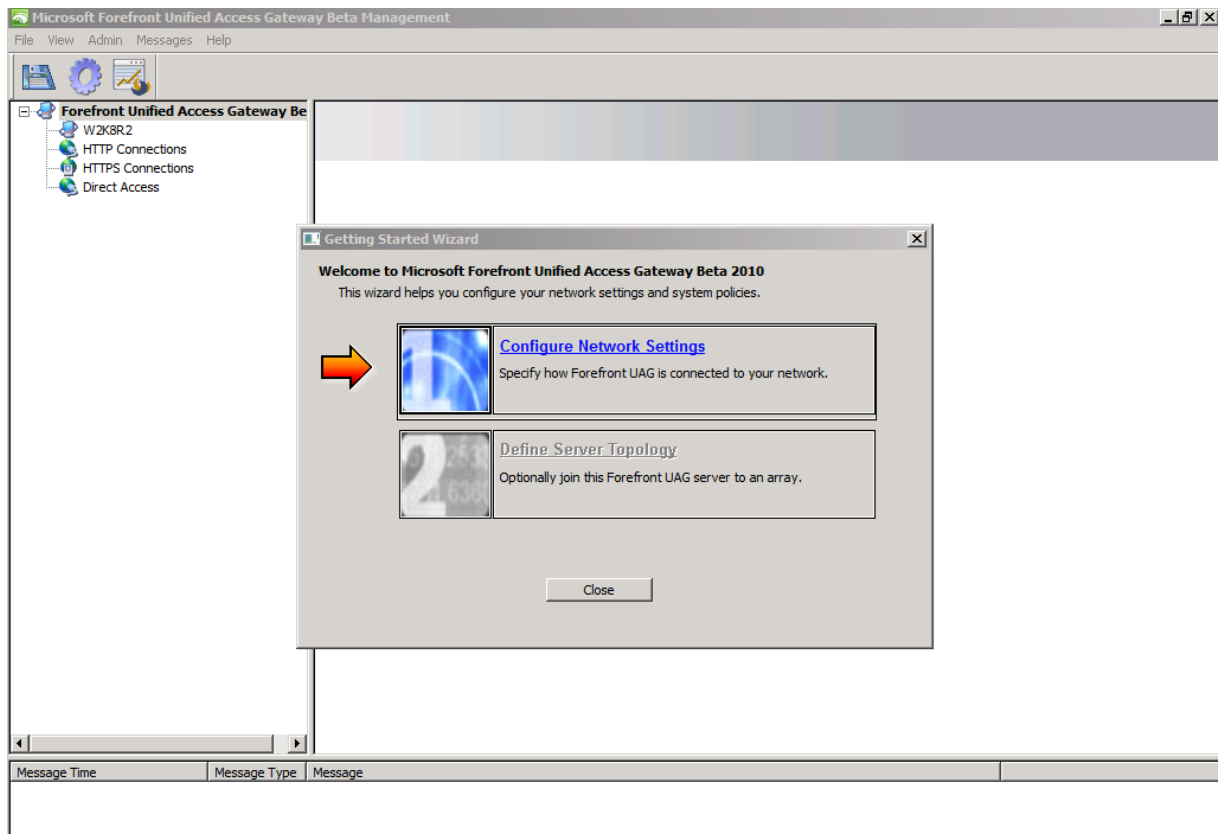 Microsoft Forefront Unified Access Gateway Beta Management
File View Admin Messages Help
Forefront Unified Access Gateway Be
W2K8R2
HTTP Connections
HTTPS Connections
Direct Access
Getting Started Wizard
Welcome to Microsoft Forefront Unified Access Gateway Beta 2010
This wizard helps you configure your network settings and system policies.
Configure Network Settings
Specify how Forefront UAG is connected to your network.
2
Define Server Topology
Optionally join this Forefront UAG server to an array.
Close
Message Time Message Type Message